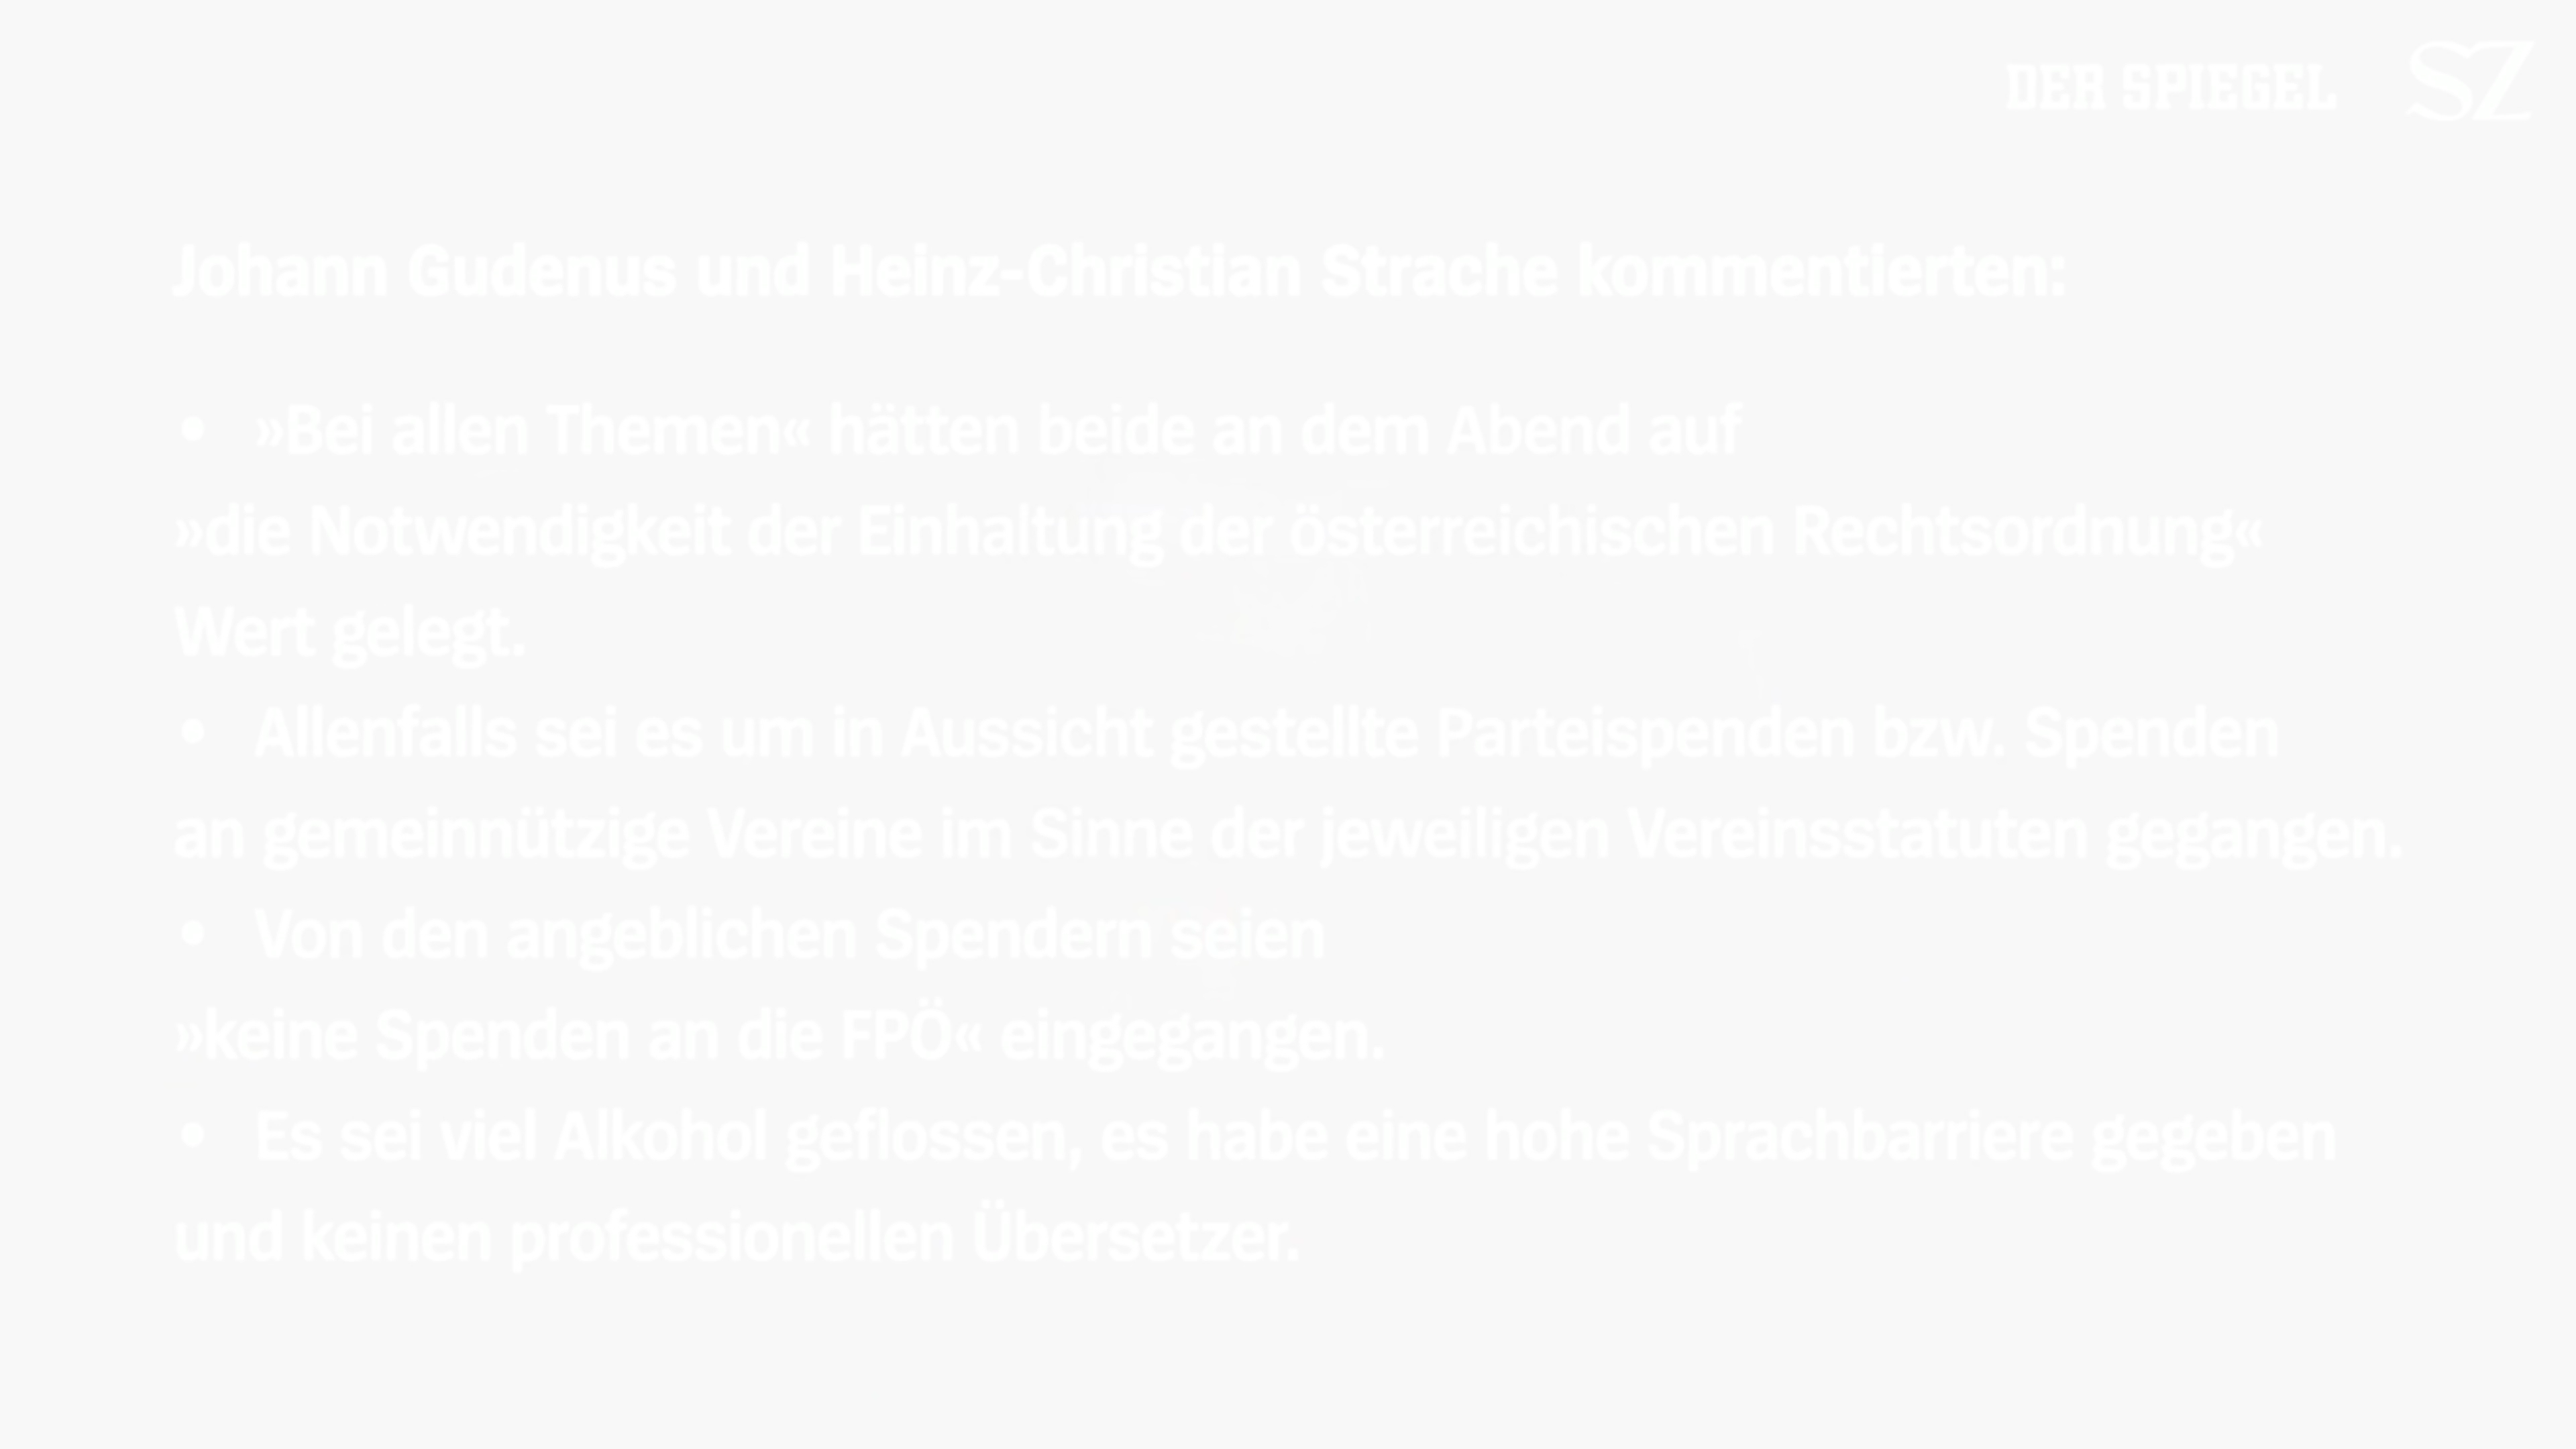 DER SPIEGEL SZ
Johann Gudenus und Heinz-Christian Strache kommentierten:
• »Bei allen Themen« hätten beide an dem Abend auf
»die Notwendigkeit der Einhaltung der österreichischen Rechtsordnung«
Wert gelegt.
• Allenfalls sei es um in Aussicht gestellte Parteispenden bzw. Spenden
an gemeinnützige Vereine im Sinne der jeweiligen Vereinsstatuten gegangen.
• Von den angeblichen Spendern seien
»keine Spenden an die FPÖ« eingegangen.
• Es sei viel Alkohol geflossen, es habe eine hohe Sprachbarriere gegeben
und keinen professionellen Übersetzer.